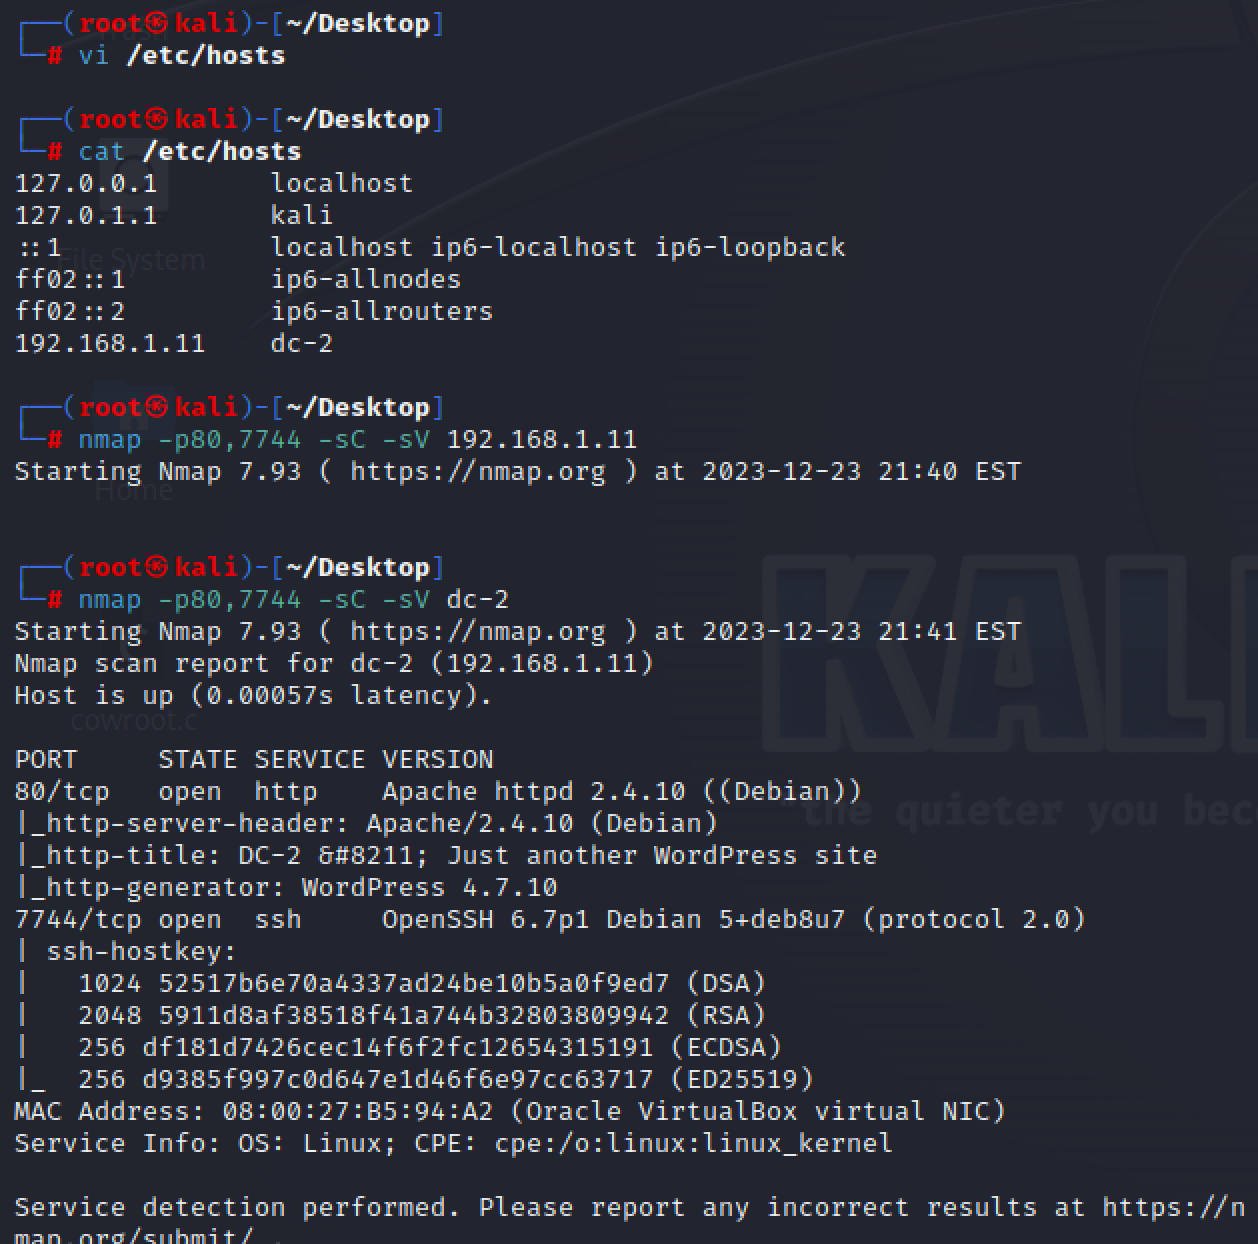 ┌──(root㉿kali)-[~/Desktop]
└─# vi /etc/hosts
┌──(root㉿kali)-[~/Desktop]
└─# cat /etc/hosts
127.0.0.1       localhost
127.0.1.1       kali
::1             localhost ip6-localhost ip6-loopback
File System
ff02::1         ip6-allnodes
ff02::2         ip6-allrouters
192.168.1.11    dc-2
┌──(root㉿kali)-[~/Desktop]
└─# nmap -p80,7744 -sC -sV 192.168.1.11
Starting Nmap 7.93 ( https://nmap.org ) at 2023-12-23 21:40 EST
Home
┌──(root㉿kali)-[~/Desktop]
└─# nmap -p80,7744 -sC -sV dc-2
Starting Nmap 7.93 ( https://nmap.org ) at 2023-12-23 21:41 EST
Nmap scan report for dc-2 (192.168.1.11)
Host is up (0.00057s latency).
cowroot.c
KALI
PORT     STATE SERVICE VERSION
80/tcp   open  http    Apache httpd 2.4.10 ((Debian))
"the quieter you bec
|_http-server-header: Apache/2.4.10 (Debian)
|_http-title: DC-2 &#8211; Just another WordPress site
|_http-generator: WordPress 4.7.10
7744/tcp open  ssh     OpenSSH 6.7p1 Debian 5+deb8u7 (protocol 2.0)
| ssh-hostkey:
|   1024 52517b6e70a4337ad24be10b5a0f9ed7 (DSA)
|   2048 5911d8af38518f41a744b32803809942 (RSA)
|   256 df181d7426cec14f6f2fc12654315191 (ECDSA)
|_  256 d9385f997c0d647e1d46f6e97cc63717 (ED25519)
MAC Address: 08:00:27:B5:94:A2 (Oracle VirtualBox virtual NIC)
Service Info: OS: Linux; CPE: cpe:/o:linux:linux_kernel
Service detection performed. Please report any incorrect results at https://n
map.org/submit/ .